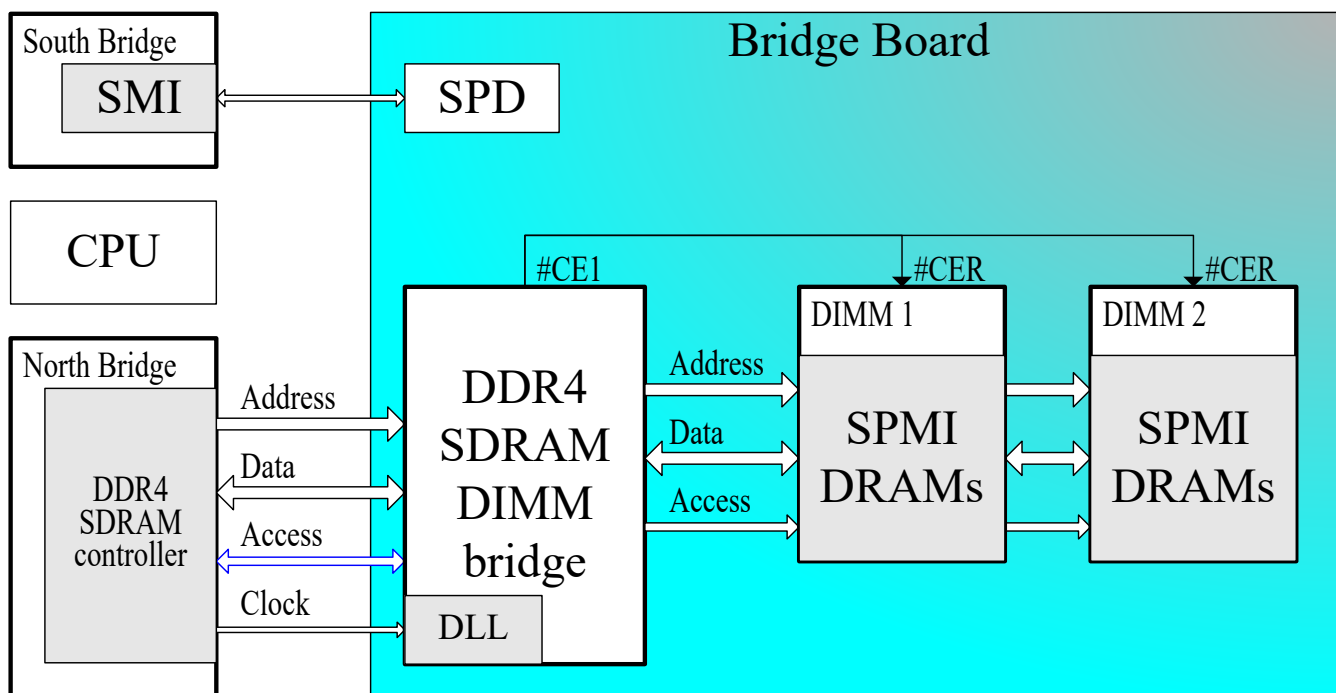 South Bridge
SMI
CPU
North Bridge
DDR4
SDRAM
controller
Address
Data
Access
Clock
Bridge Board
SPD
#CE1
DDR4
SDRAM
DIMM
bridge
DLL
Address
Data
Access
#CER
DIMM 1
SPMI
DRAMs
#CER
DIMM 2
SPMI
DRAMs